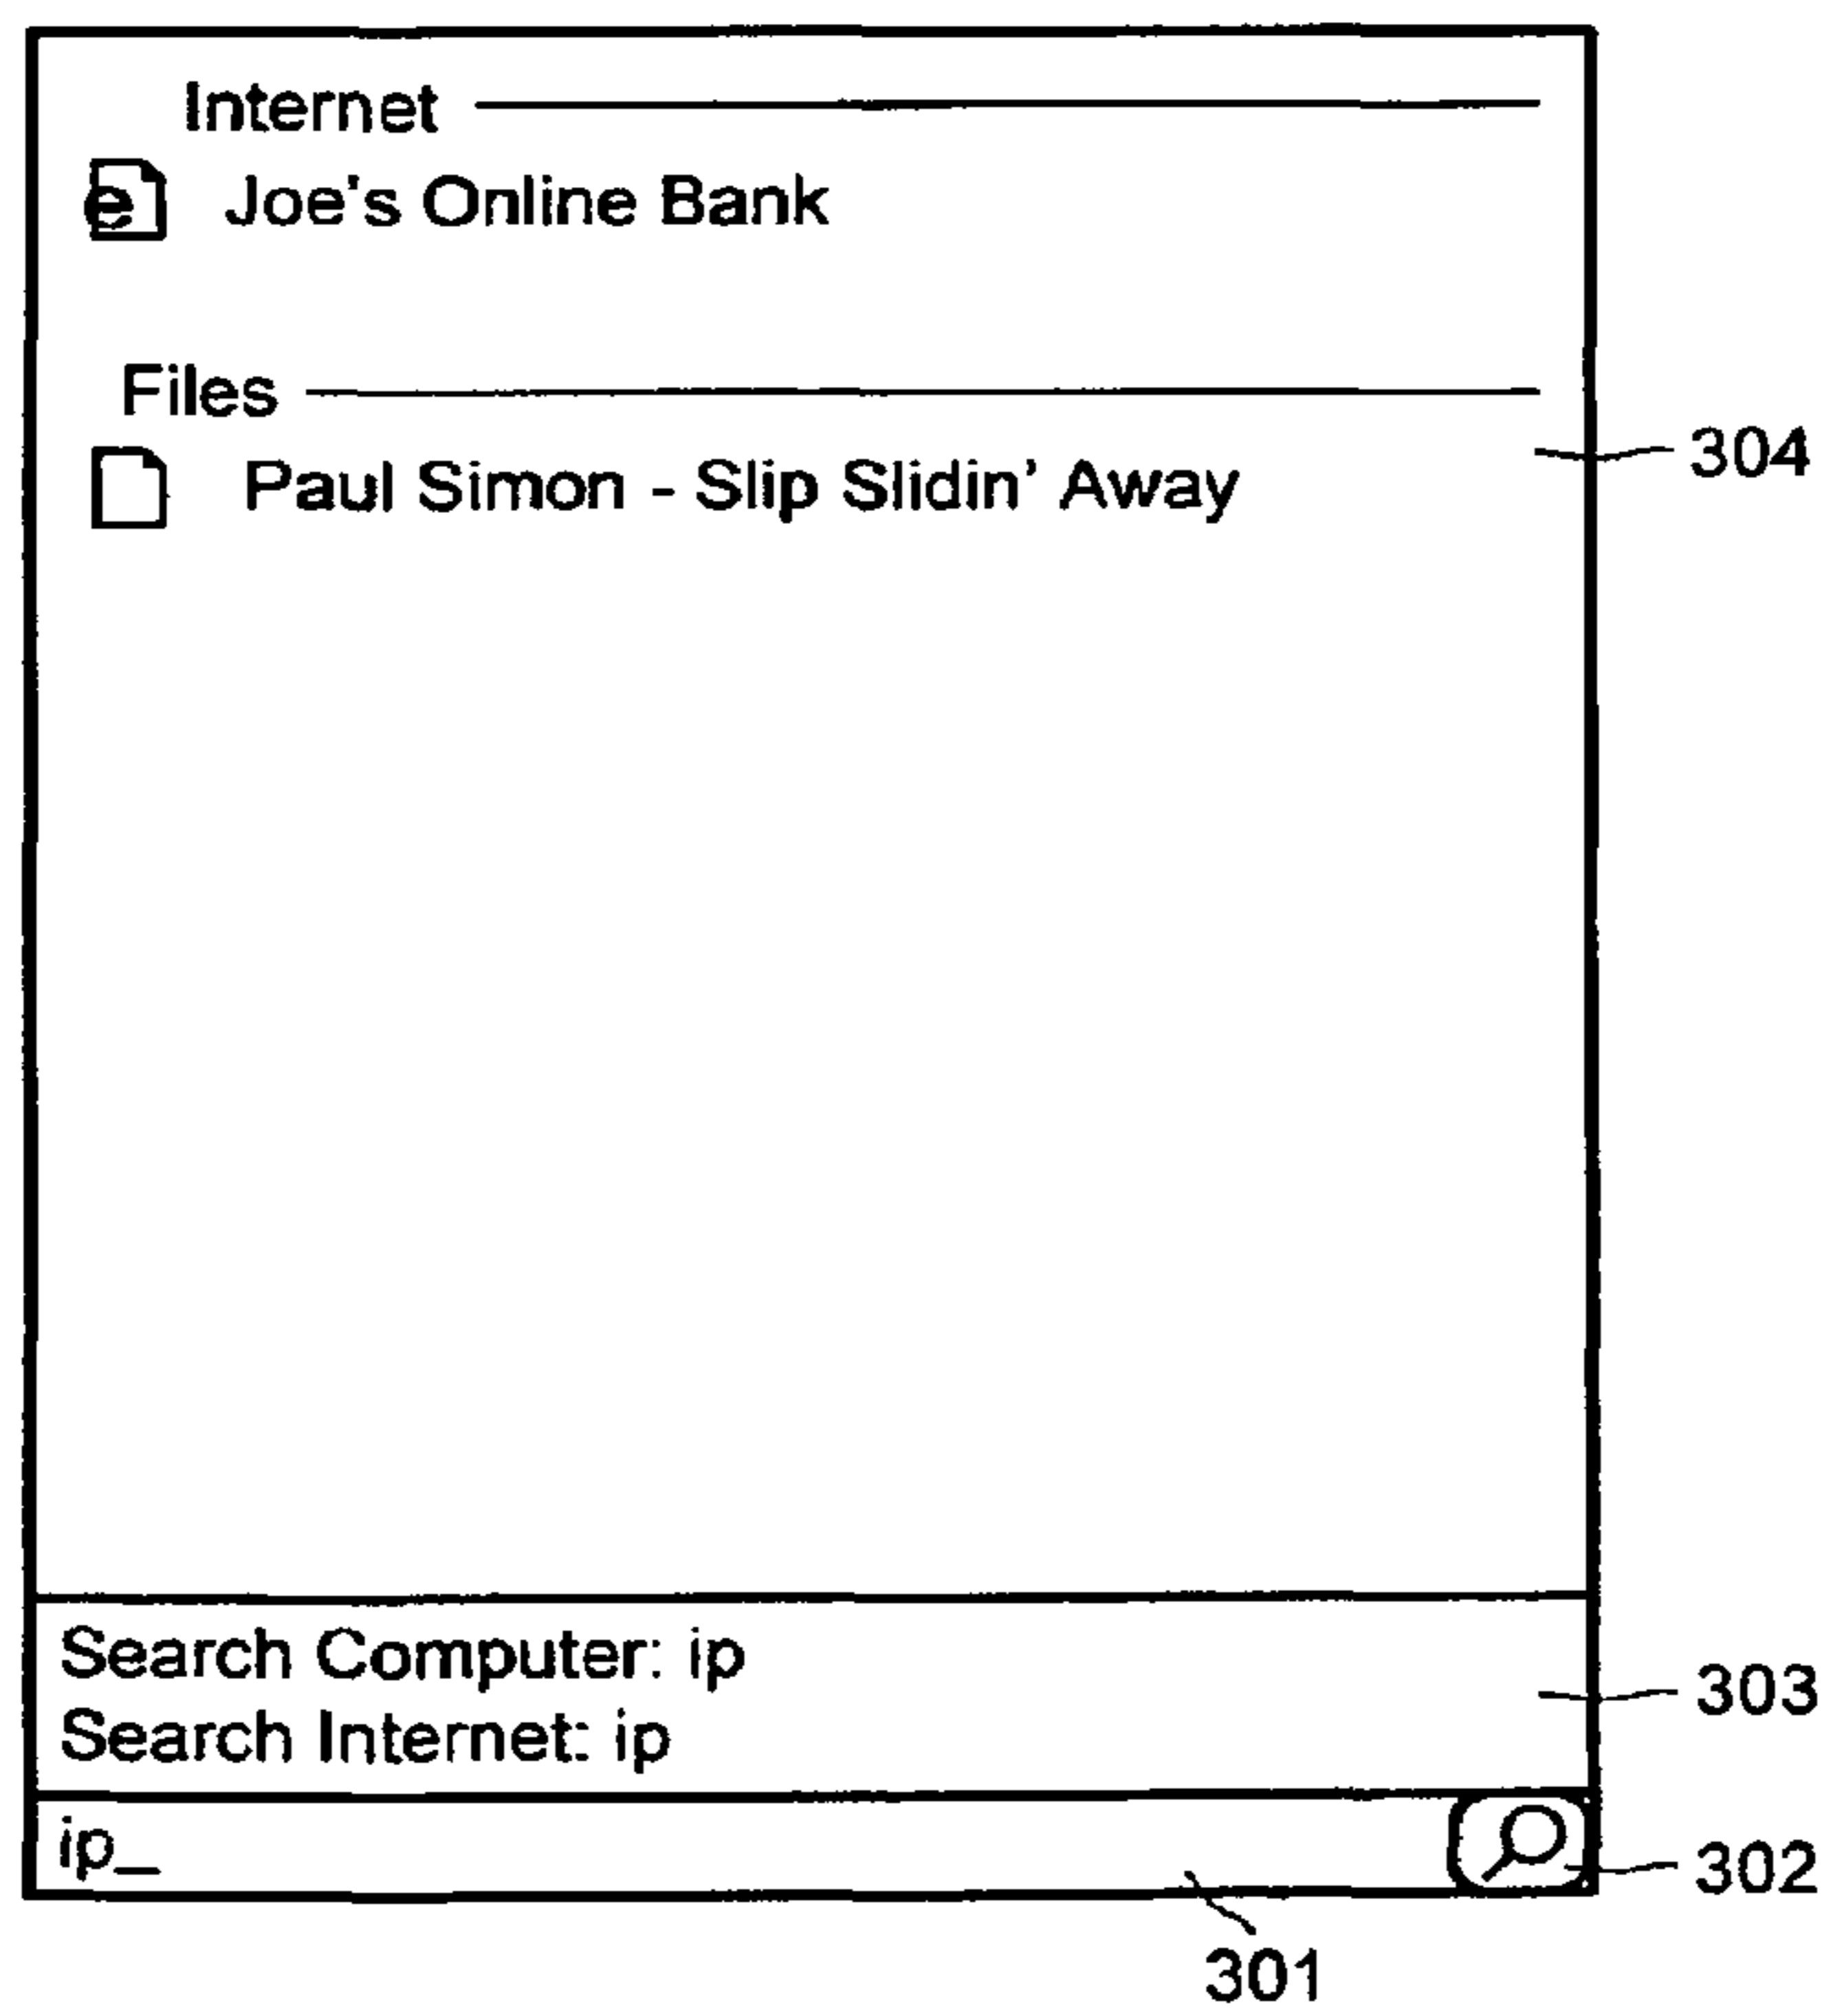 Internet
e Joe's Online Bank
Files
304
Paul Simon - Slip Slidin' Away
Search Computer: ip
303
Search Internet: ip
ip_
302
301